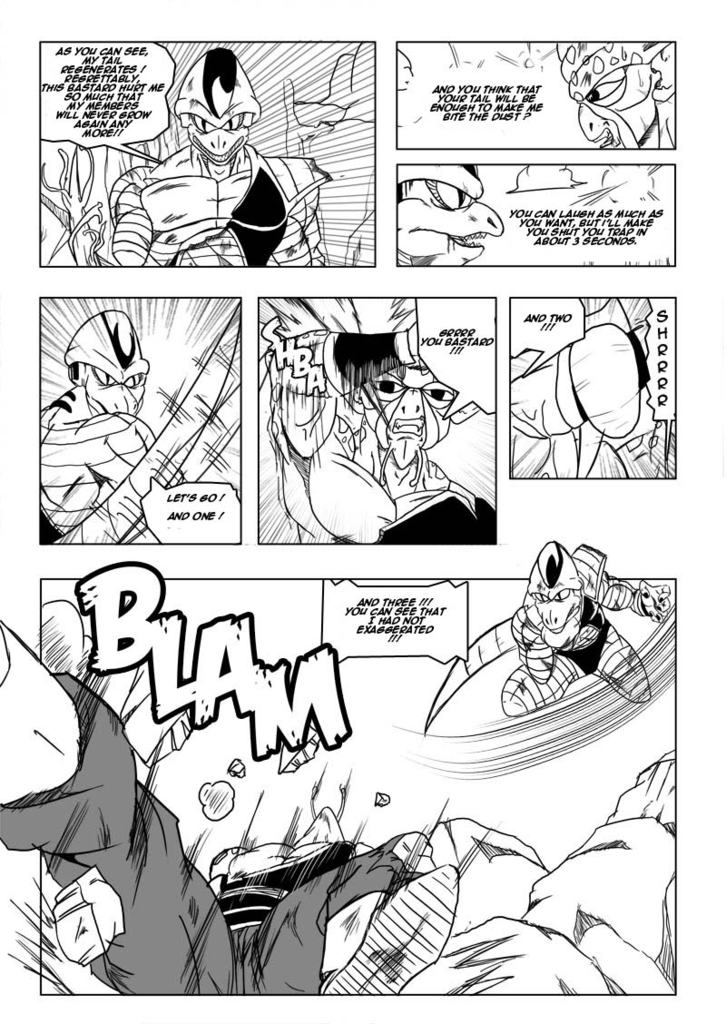 AS YOU CAN SEE,
MY TAIL
REGENERATES !
REGRETTABLY,
THIS BASTARD HURT ME
SO MUCH THAT
MY MEMBERS
WILL NEVER GROW
AGAIN ANY
MORE!!
AND YOU THINK THAT
YOUR TAIL WILL BE
ENOUGH TO MAKE ME
BITE THE DUST ?
YOU CAN LAUGH AS MUCH AS
YOU WANT, BUT I'LL MAKE
YOU SHUT YOU TRAP IN
ABOUT 3 SECONDS.
LET'S GO !
AND ONE !
HBA
GRRR
YOU BASTARD
!!!
AND TWO
!!!
SHRRRR
BLAM
AND THREE !!!
YOU CAN SEE THAT
I HAD NOT
EXAGGERATED
!!!